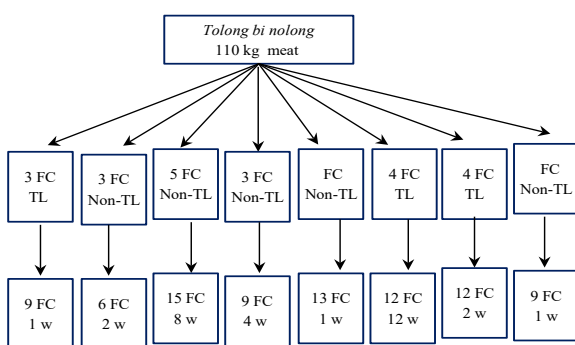 Tolong bi nolong
110 kg meat
3 FC
TL
3 FC
Non-TL
5 FC
Non-TL
3 FC
Non-TL
FC
Non-TL
4 FC
TL
4 FC
TL
FC
Non-TL
9 FC
1 w
6 FC
2 w
15 FC
8 w
9 FC
4 w
13 FC
1 w
12 FC
12 w
12 FC
2 w
9 FC
1 w